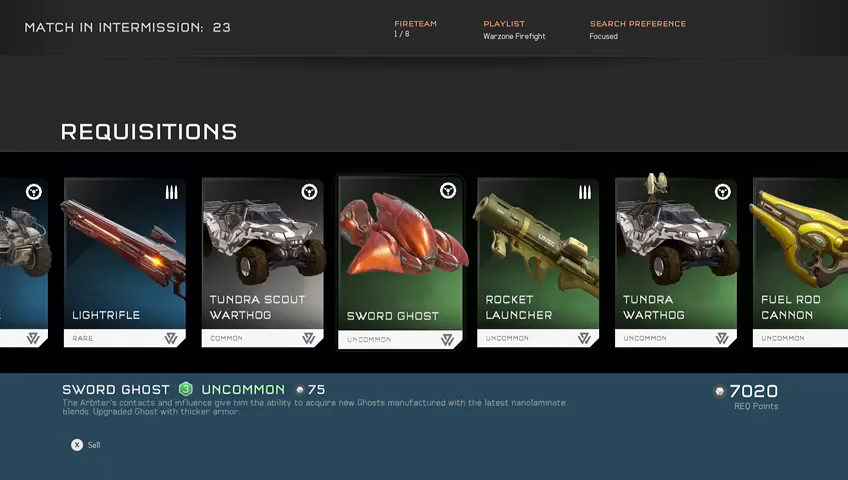 MATCH IN INTERMISSION: 23
FIRETEAM
1 / 8
PLAYLIST
Warzone Firefight
SEARCH PREFERENCE
Focused
REQUISITIONS
LIGHTRIFLE
RARE
TUNDRA SCOUT
WARTHOG
COMMON
SWORD GHOST
UNCOMMON
UNSC
ROCKET
LAUNCHER
UNCOMMON
TUNDRA
WARTHOG
UNCOMMON
FUEL ROD
CANNON
UNCOMMON
SWORD GHOST 3 UNCOMMON 75
The Arbiter's contacts and influence give him the ability to acquire new Ghosts manufactured with the latest nanolaminate
blends. Upgraded Ghost with thicker armor.
7020
REQ Points
X Sell